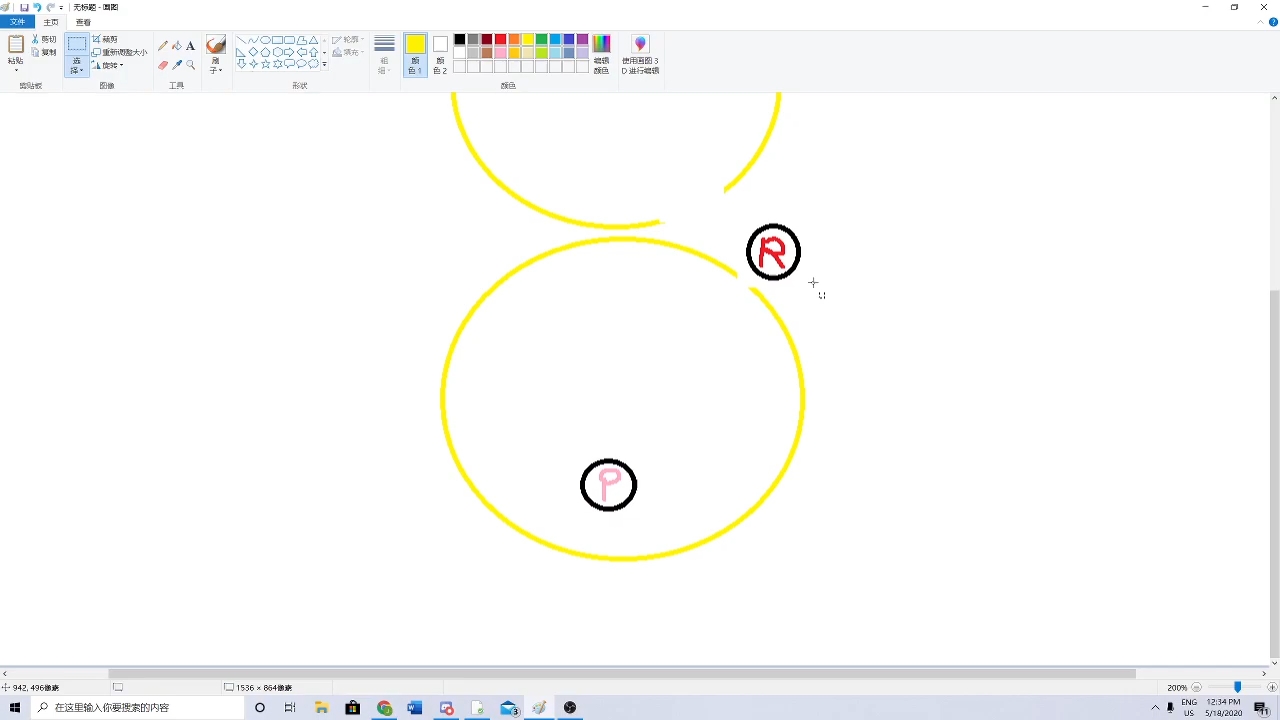 无标题 - 画图
文件 主页 查看
粘贴 剪切 复制 选择 裁剪 重新调整大小 旋转 刷子 轮廓 填充 粗细 颜色 1 颜色 2 编辑颜色 使用画图 3D 进行编辑
剪贴板 图像 工具 形状 颜色
R
P
942, 496像素 1536 × 864像素 200%
在这里输入你要搜索的内容 3 ENG UC 12:34 PM 5/18/2020 11